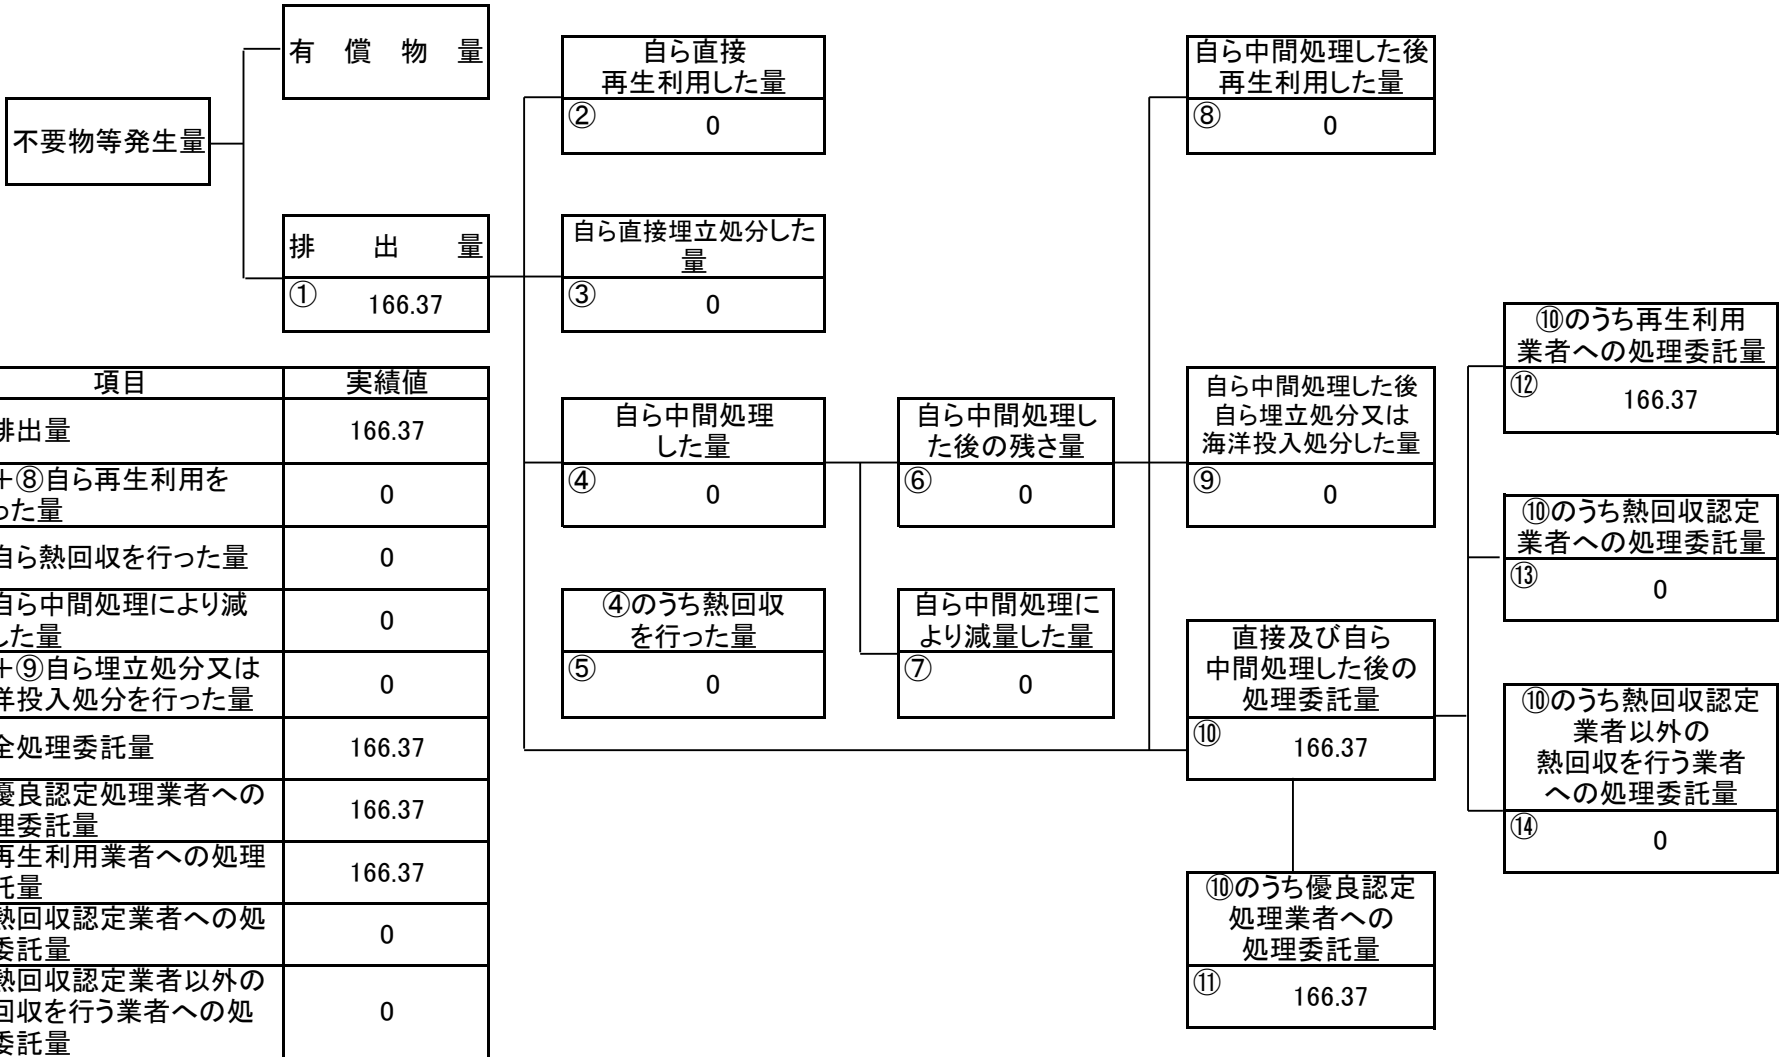 有償物量
不要物等発生量
排出量
① 166.37
自ら直接
再生利用した量
② 0
自ら直接埋立処分した
量
③ 0
自ら中間処理
した量
④ 0
④のうち熱回収
を行った量
⑤ 0
自ら中間処理し
た後の残さ量
⑥ 0
自ら中間処理に
より減量した量
⑦ 0
自ら中間処理した後
再生利用した量
⑧ 0
自ら中間処理した後
自ら埋立処分又は
海洋投入処分した量
⑨ 0
直接及び自ら
中間処理した後の
処理委託量
⑩ 166.37
⑩のうち優良認定
処理業者への
処理委託量
⑪ 166.37
⑩のうち再生利用
業者への処理委託量
⑫ 166.37
⑩のうち熱回収認定
業者への処理委託量
⑬ 0
⑩のうち熱回収認定
業者以外の
熱回収を行う業者
への処理委託量
⑭ 0
項目 実績値
排出量 166.37
+⑧自ら再生利用を
った量 0
自ら熱回収を行った量 0
自ら中間処理により減
した量 0
+⑨自ら埋立処分又は
洋投入処分を行った量 0
全処理委託量 166.37
優良認定処理業者への
理委託量 166.37
再生利用業者への処理
託量 166.37
熱回収認定業者への処
委託量 0
熱回収認定業者以外の
回収を行う業者への処
委託量 0